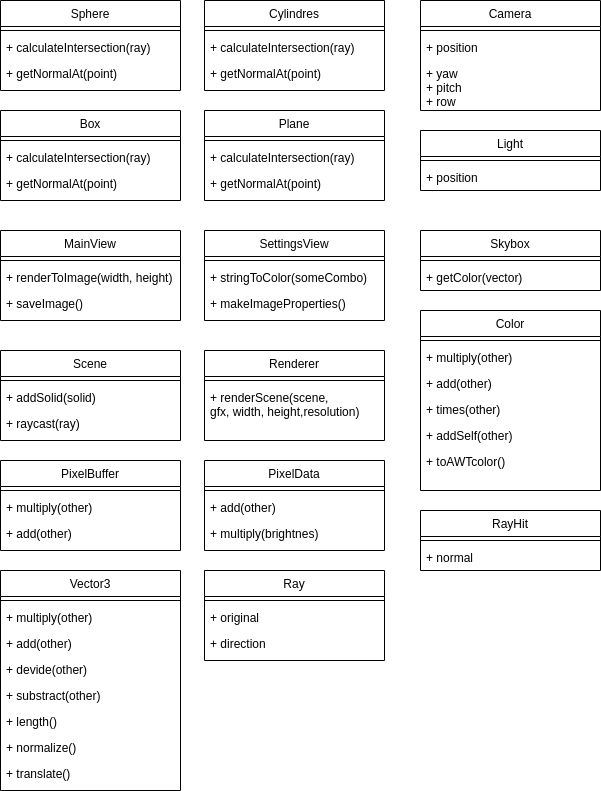 Sphere
+ calculateIntersection(ray)
+ getNormalAt(point)
Cylindres
+ calculateIntersection(ray)
+ getNormalAt(point)
Camera
+ position
+ yaw
+ pitch
+ row
Box
+ calculateIntersection(ray)
+ getNormalAt(point)
Plane
+ calculateIntersection(ray)
+ getNormalAt(point)
Light
+ position
MainView
+ renderToImage(width, height)
+ saveImage()
SettingsView
+ stringToColor(someCombo)
+ makeImageProperties()
Skybox
+ getColor(vector)
Scene
+ addSolid(solid)
+ raycast(ray)
Renderer
+ renderScene(scene,
gfx, width, height,resolution)
Color
+ multiply(other)
+ add(other)
+ times(other)
+ addSelf(other)
+ toAWTcolor()
PixelBuffer
+ multiply(other)
+ add(other)
PixelData
+ add(other)
+ multiply(brightnes)
RayHit
+ normal
Vector3
+ multiply(other)
+ add(other)
+ devide(other)
+ substract(other)
+ length()
+ normalize()
+ translate()
Ray
+ original
+ direction